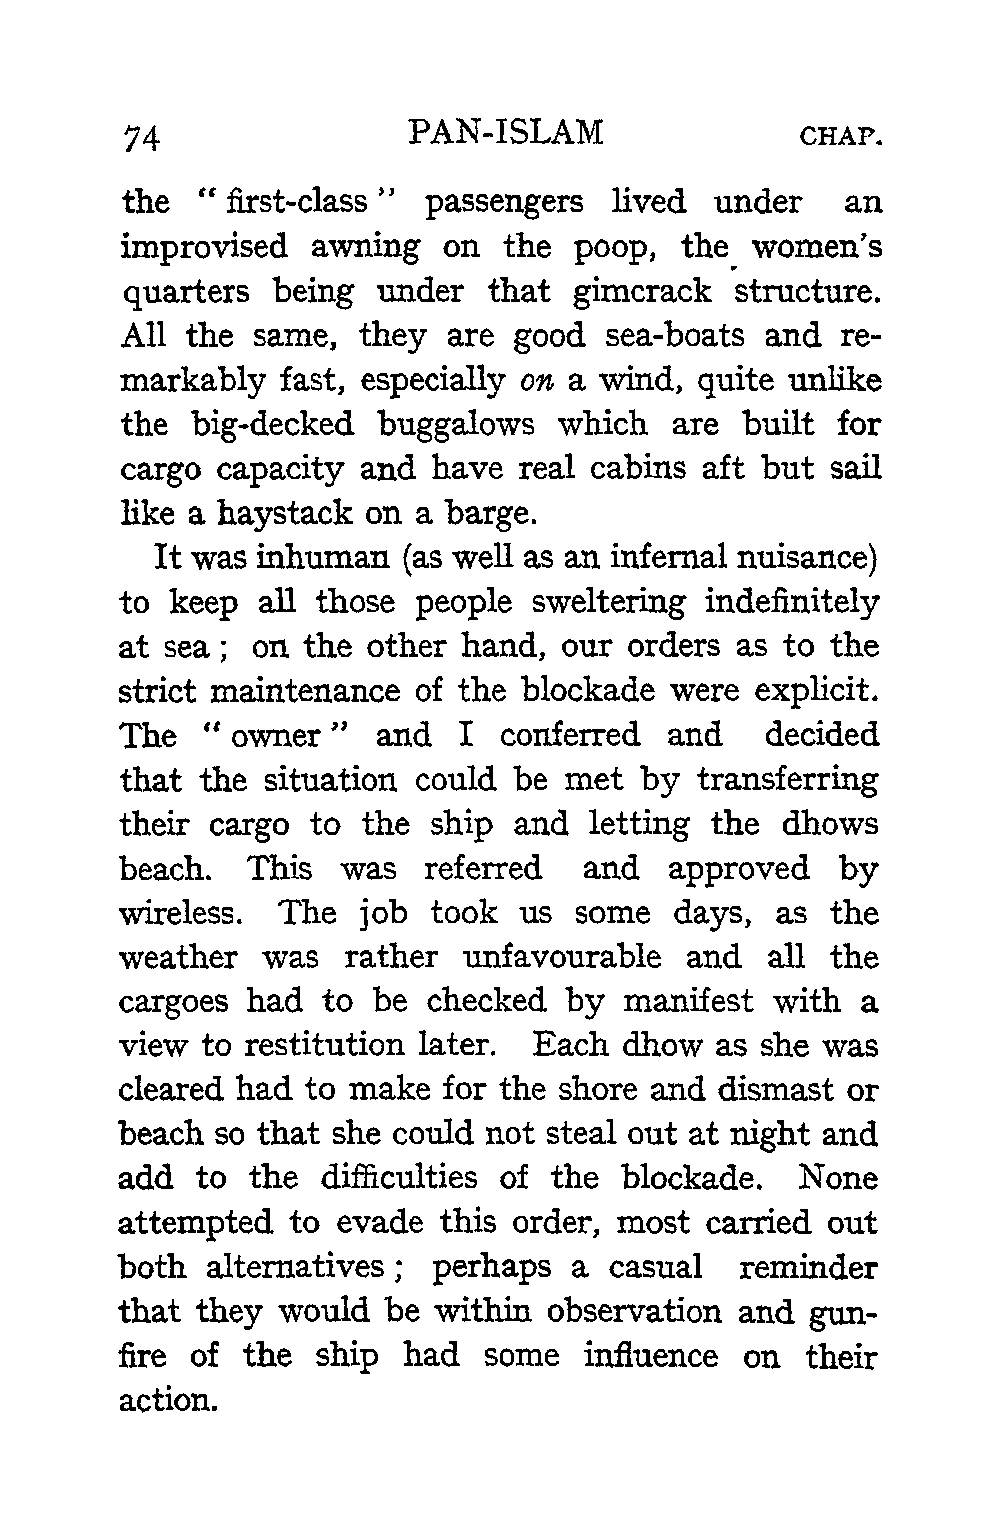 74 PAN-ISLAM CHAP.
the “ first-class ” passengers lived under an
improvised awning on the poop, the women's
quarters being under that gimcrack structure.
All the same, they are good sea-boats and re-
markably fast, especially on a wind, quite unlike
the big-decked buggalows which are built for
cargo capacity and have real cabins aft but sail
like a haystack on a barge.
It was inhuman (as well as an infernal nuisance)
to keep all those people sweltering indefinitely
at sea ; on the other hand, our orders as to the
strict maintenance of the blockade were explicit.
The “ owner ” and I conferred and decided
that the situation could be met by transferring
their cargo to the ship and letting the dhows
beach. This was referred and approved by
wireless. The job took us some days, as the
weather was rather unfavourable and all the
cargoes had to be checked by manifest with a
view to restitution later. Each dhow as she was
cleared had to make for the shore and dismast or
beach so that she could not steal out at night and
add to the difficulties of the blockade. None
attempted to evade this order, most carried out
both alternatives ; perhaps a casual reminder
that they would be within observation and gun-
fire of the ship had some influence on their
action.